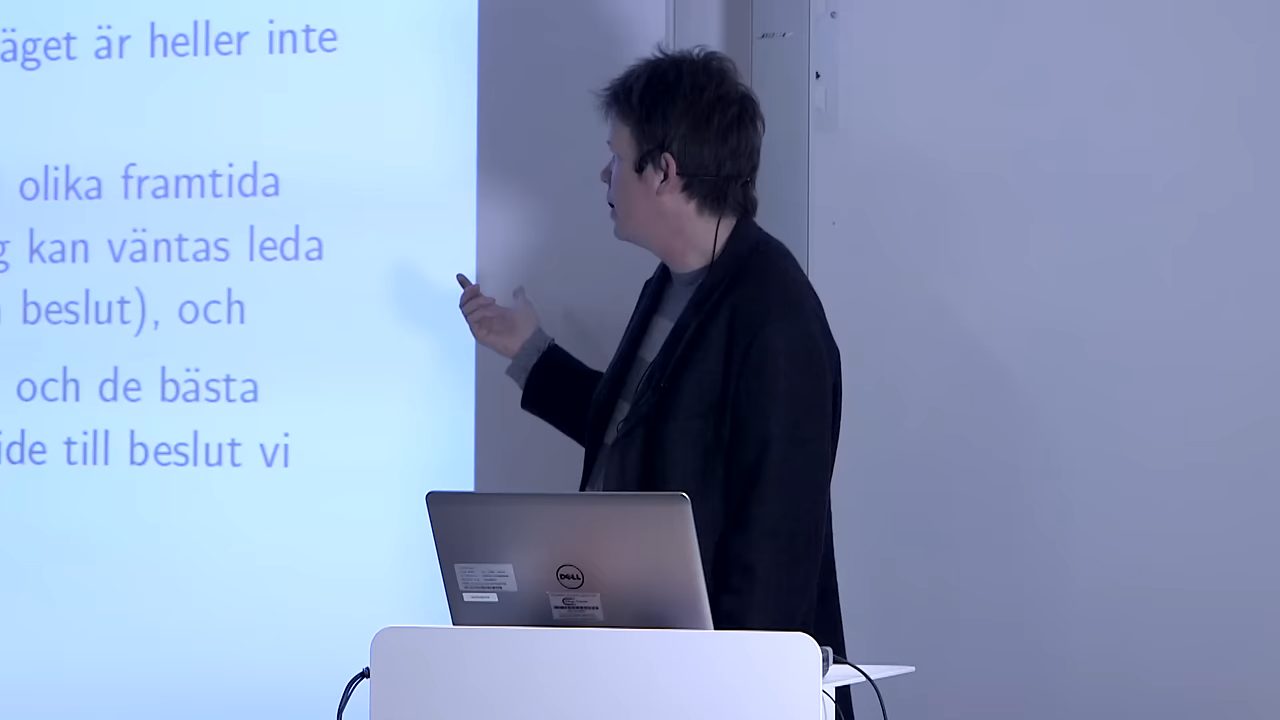 äget är heller inte
olika framtida
g kan väntas leda
beslut), och
och de bästa
ide till beslut vi
DELL